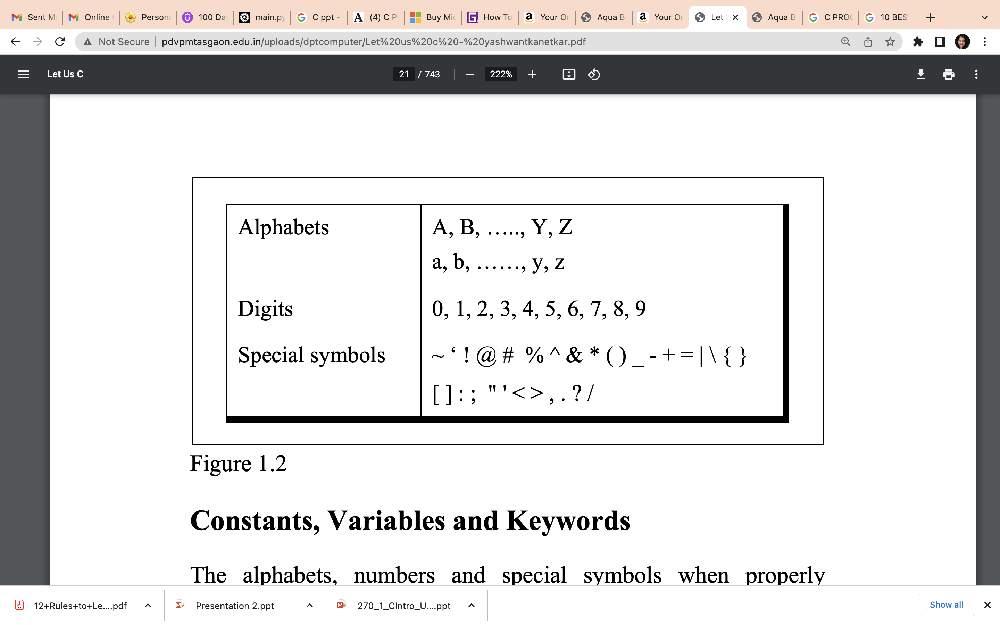 Sent Ma Online Persona 100 Day main.py C ppt - (4) C P Buy Mic How To Your Or Aqua Bl Your Or Let Aqua B C PROC 10 BES
Not Secure pdvpmtasgaon.edu.in/uploads/dptcomputer/Let%20us%20c%20-%20yashwantkanetkar.pdf
Let Us C 21 / 743 222%
Alphabets A, B, ….., Y, Z
a, b, ……, y, z
Digits 0, 1, 2, 3, 4, 5, 6, 7, 8, 9
Special symbols ~ ‘ ! @ # % ^ & * ( ) _ - + = | \ { }
[ ] : ; " ' < > , . ? /
Figure 1.2
Constants, Variables and Keywords
The alphabets, numbers and special symbols when properly
12+Rules+to+Le....pdf Presentation 2.ppt 270_1_CIntro_U....ppt Show all